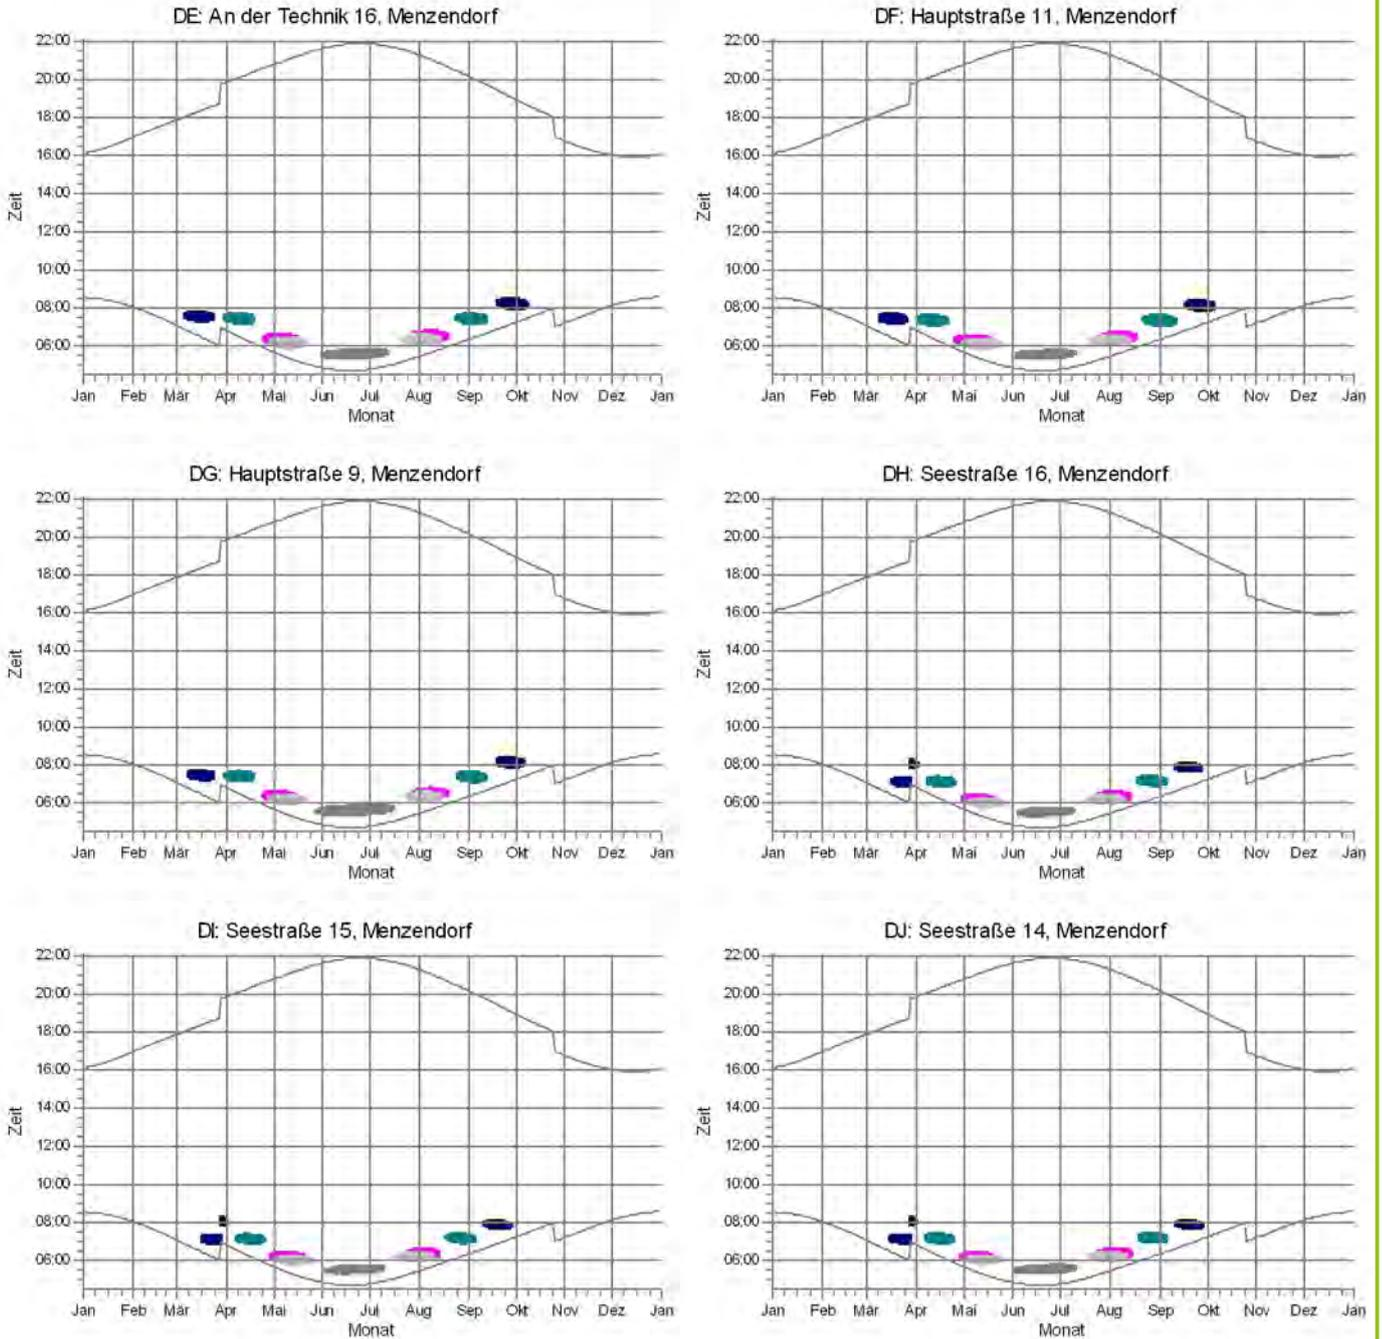 DE: An der Technik 16, Menzendorf
22:00
20:00
18:00
16:00
14:00
12:00
10:00
08:00
06:00
Zeit
Jan Feb Mär Apr Mai Jun Jul Aug Sep Okt Nov Dez Jan
Monat
DF: Hauptstraße 11, Menzendorf
22:00
20:00
18:00
16:00
14:00
12:00
10:00
08:00
06:00
Zeit
Jan Feb Mär Apr Mai Jun Jul Aug Sep Okt Nov Dez Jan
Monat
DG: Hauptstraße 9, Menzendorf
22:00
20:00
18:00
16:00
14:00
12:00
10:00
08:00
06:00
Zeit
Jan Feb Mär Apr Mai Jun Jul Aug Sep Okt Nov Dez Jan
Monat
DH: Seestraße 16, Menzendorf
22:00
20:00
18:00
16:00
14:00
12:00
10:00
08:00
06:00
Zeit
Jan Feb Mär Apr Mai Jun Jul Aug Sep Okt Nov Dez Jan
Monat
DI: Seestraße 15, Menzendorf
22:00
20:00
18:00
16:00
14:00
12:00
10:00
08:00
06:00
Zeit
Jan Feb Mär Apr Mai Jun Jul Aug Sep Okt Nov Dez Jan
Monat
DJ: Seestraße 14, Menzendorf
22:00
20:00
18:00
16:00
14:00
12:00
10:00
08:00
06:00
Zeit
Jan Feb Mär Apr Mai Jun Jul Aug Sep Okt Nov Dez Jan
Monat